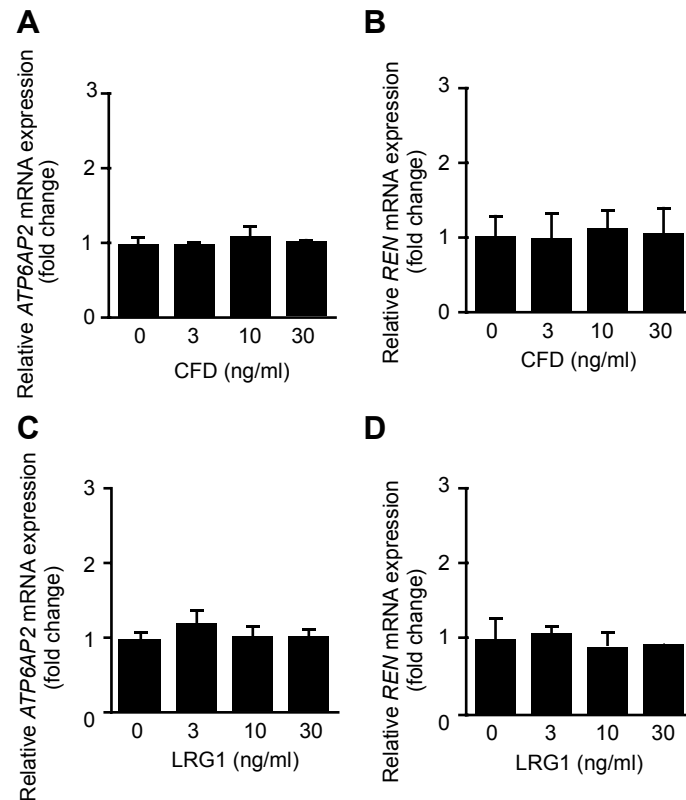 A
Relative ATP6AP2 mRNA expression
(fold change)
3
2
1
0
0 3 10 30
CFD (ng/ml)
B
Relative REN mRNA expression
(fold change)
3
2
1
0
0 3 10 30
CFD (ng/ml)
C
Relative ATP6AP2 mRNA expression
(fold change)
3
2
1
0
0 3 10 30
LRG1 (ng/ml)
D
Relative REN mRNA expression
(fold change)
3
2
1
0
0 3 10 30
LRG1 (ng/ml)